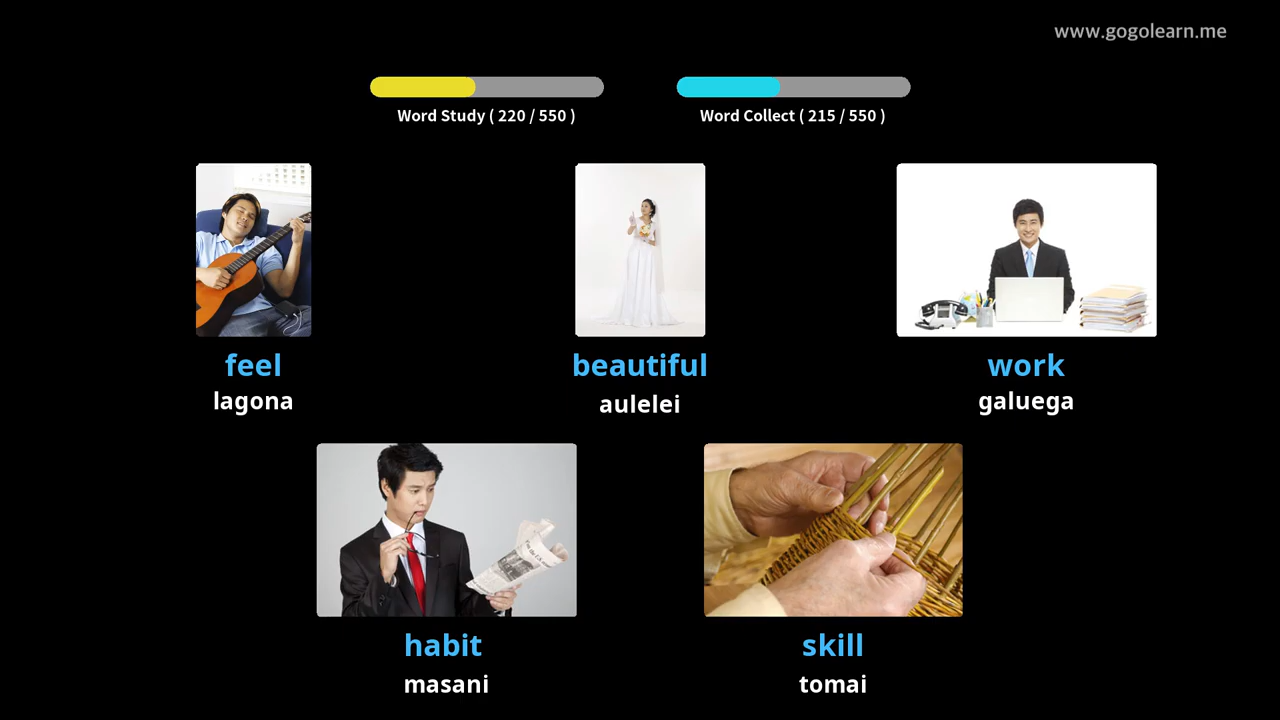 www.gogolearn.me
Word Study ( 220 / 550 )
Word Collect ( 215 / 550 )
feel
lagona
beautiful
aulelei
work
galuega
habit
masani
skill
tomai